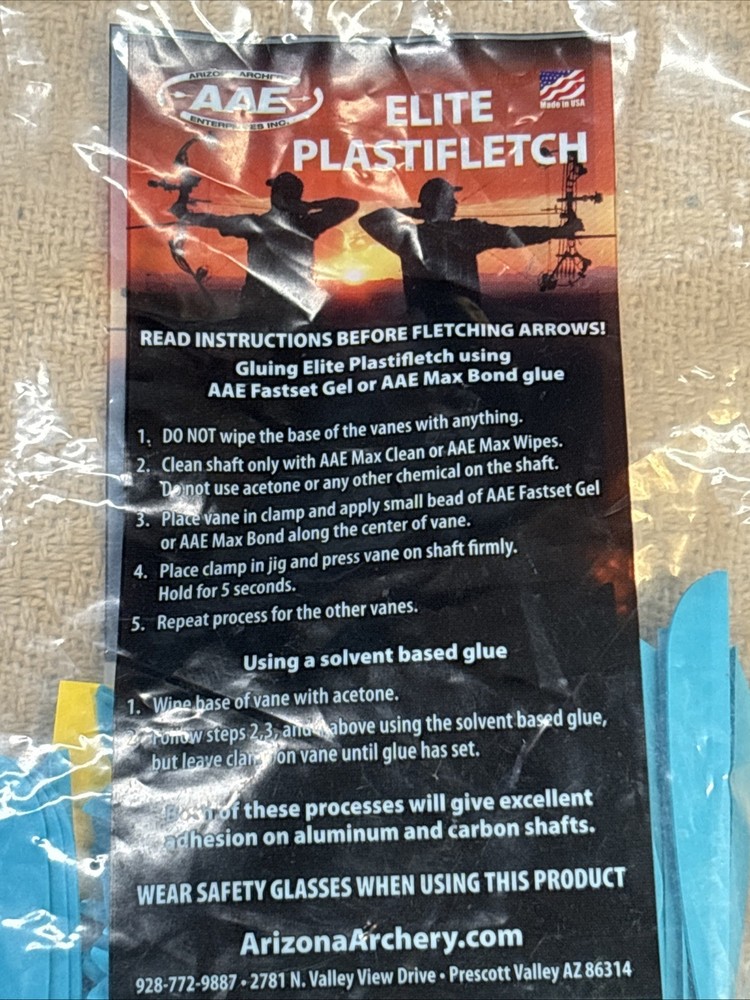 ARIZONA ARCHERY
AAE
ENTERPRISES INC.
Made in USA
ELITE
PLASTIFLETCH
READ INSTRUCTIONS BEFORE FLETCHING ARROWS!
Gluing Elite Plastifletch using
AAE Fastset Gel or AAE Max Bond glue
1. DO NOT wipe the base of the vanes with anything.
2. Clean shaft only with AAE Max Clean or AAE Max Wipes.
Do not use acetone or any other chemical on the shaft.
3. Place vane in clamp and apply small bead of AAE Fastset Gel
or AAE Max Bond along the center of vane.
4. Place clamp in jig and press vane on shaft firmly.
Hold for 5 seconds.
5. Repeat process for the other vanes.
Using a solvent based glue
1. Wipe base of vane with acetone.
2. Follow steps 2,3, and above using the solvent based glue,
but leave clamp on vane until glue has set.
Both of these processes will give excellent
adhesion on aluminum and carbon shafts.
WEAR SAFETY GLASSES WHEN USING THIS PRODUCT
ArizonaArchery.com
928-772-9887 • 2781 N. Valley View Drive • Prescott Valley AZ 86314